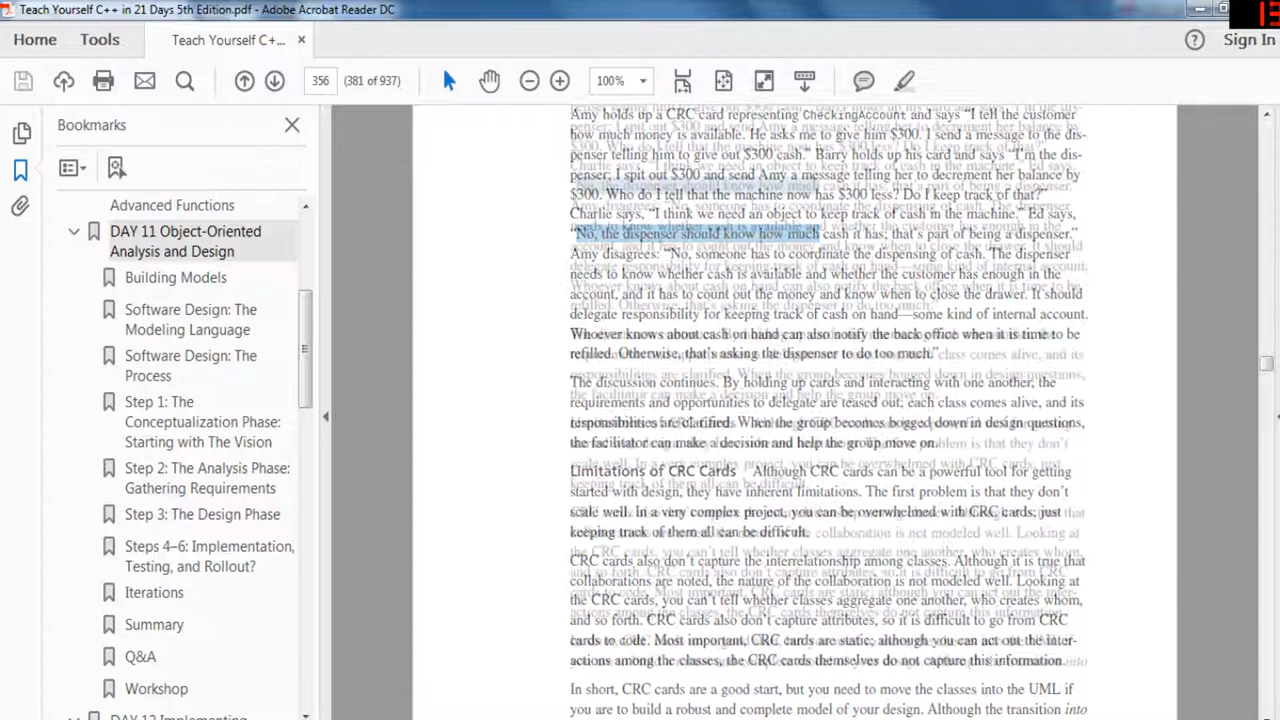 Teach Yourself C++ in 21 Days 5th Edition.pdf - Adobe Acrobat Reader DC
Home
Tools
Teach Yourself C+...
Sign In
356
(381 of 937)
100%
Bookmarks
Advanced Functions
DAY 11 Object-Oriented
Analysis and Design
Building Models
Software Design: The
Modeling Language
Software Design: The
Process
Step 1: The
Conceptualization Phase:
Starting with The Vision
Step 2: The Analysis Phase:
Gathering Requirements
Step 3: The Design Phase
Steps 4–6: Implementation,
Testing, and Rollout?
Iterations
Summary
Q&A
Workshop
DAY 12 Implementing
Amy holds up a CRC card representing CheckingAccount and says “I tell the customer
how much money is available. He asks me to give him $300. I send a message to the dis-
penser telling him to give out $300 cash.” Barry holds up his card and says “I’m the dis-
penser; I spit out $300 and send Amy a message telling her to decrement her balance by
$300. Who do I tell that the machine now has $300 less? Do I keep track of that?”
Charlie says, “I think we need an object to keep track of cash in the machine.” Ed says,
“No, the dispenser should know how much cash it has; that’s part of being a dispenser.”
Amy disagrees: “No, someone has to coordinate the dispensing of cash. The dispenser
needs to know whether cash is available and whether the customer has enough in the
account, and it has to count out the money and know when to close the drawer. It should
delegate responsibility for keeping track of cash on hand—some kind of internal account.
Whoever knows about cash on hand can also notify the back office when it is time to be
refilled. Otherwise, that’s asking the dispenser to do too much.”
The discussion continues. By holding up cards and interacting with one another, the
requirements and opportunities to delegate are teased out; each class comes alive, and its
responsibilities are clarified. When the group becomes bogged down in design questions,
the facilitator can make a decision and help the group move on.
Limitations of CRC Cards Although CRC cards can be a powerful tool for getting
started with design, they have inherent limitations. The first problem is that they don’t
scale well. In a very complex project, you can be overwhelmed with CRC cards; just
keeping track of them all can be difficult.
CRC cards also don’t capture the interrelationship among classes. Although it is true that
collaborations are noted, the nature of the collaboration is not modeled well. Looking at
the CRC cards, you can’t tell whether classes aggregate one another, who creates whom,
and so forth. CRC cards also don’t capture attributes, so it is difficult to go from CRC
cards to code. Most important, CRC cards are static; although you can act out the inter-
actions among the classes, the CRC cards themselves do not capture this information.
In short, CRC cards are a good start, but you need to move the classes into the UML if
you are to build a robust and complete model of your design. Although the transition into